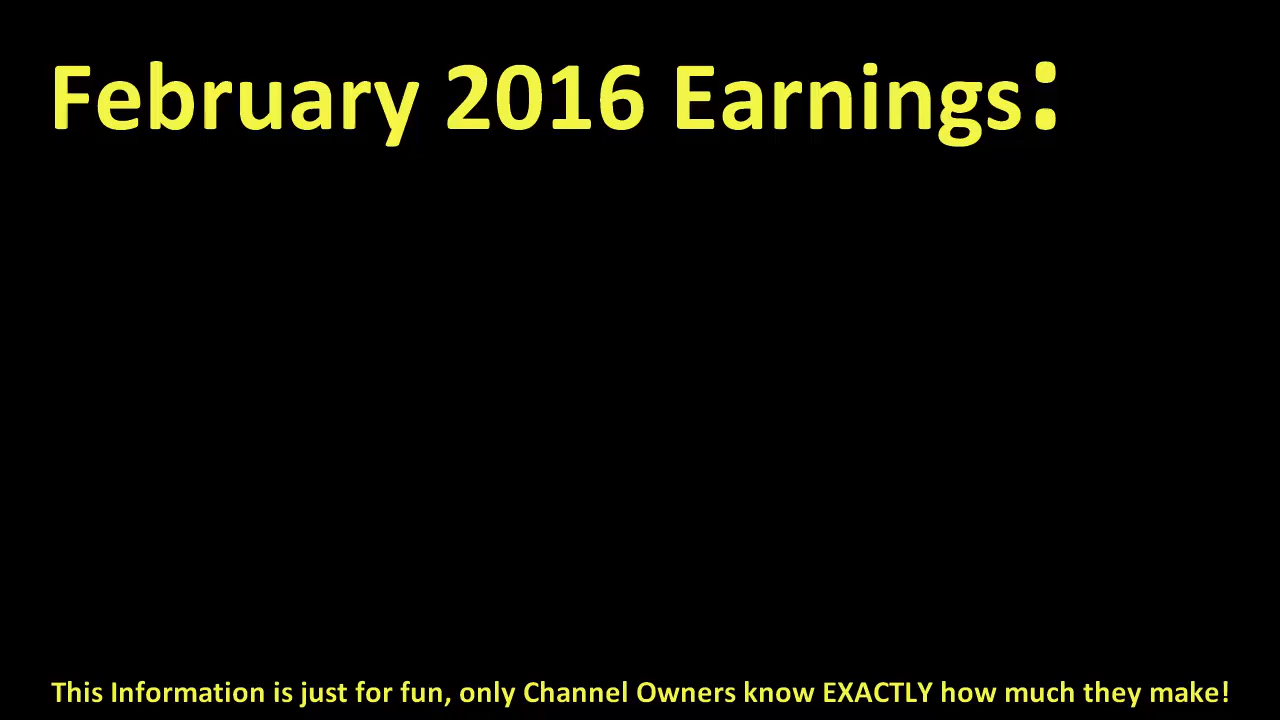 February 2016 Earnings:
This Information is just for fun, only Channel Owners know EXACTLY how much they make!